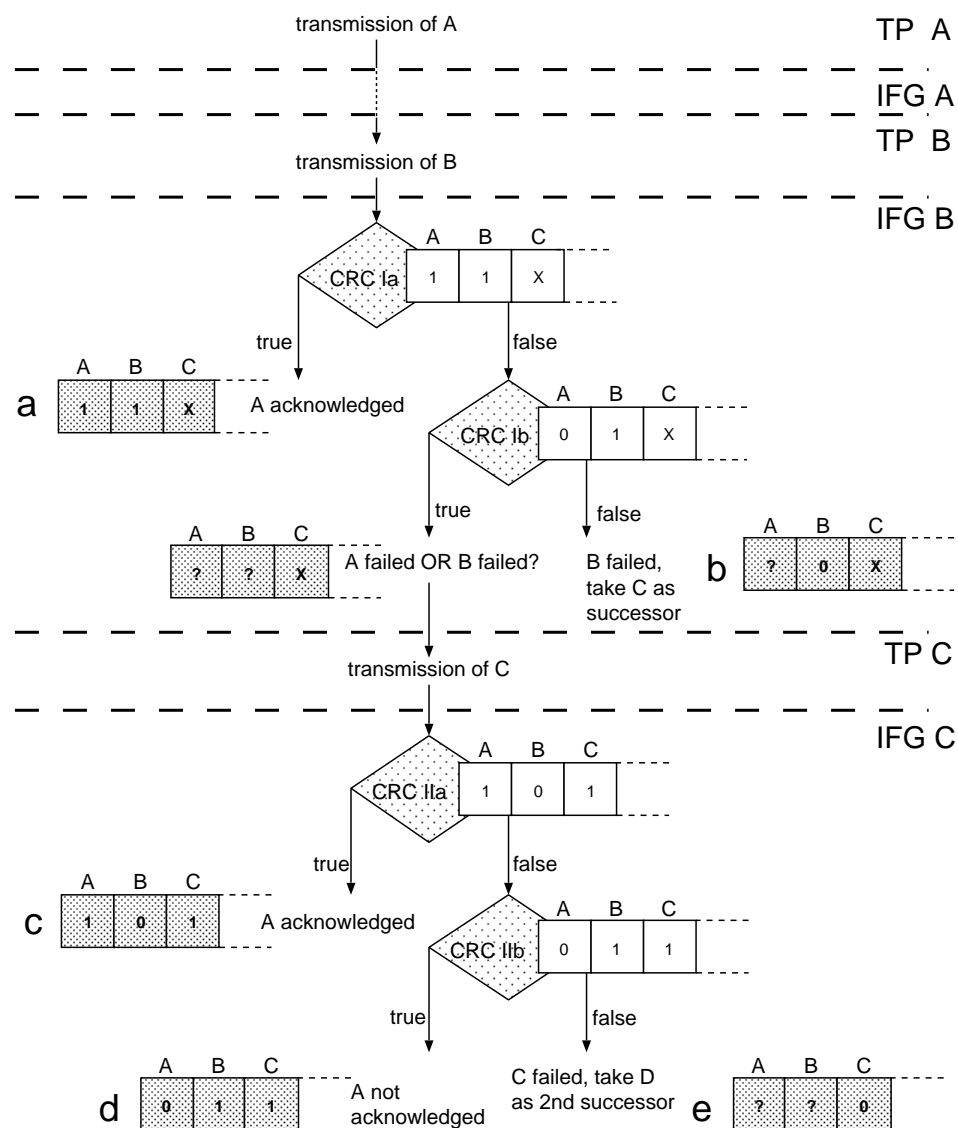 transmission of A
TP A
IFG A
TP B
transmission of B
IFG B
A B C
CRC Ia 1 1 X
true
false
A B C
a 1 1 X
A acknowledged
A B C
CRC Ib 0 1 X
true
false
A B C
? ? X
A failed OR B failed?
B failed,
take C as
successor
A B C
b ? 0 X
TP C
transmission of C
IFG C
A B C
CRC IIa 1 0 1
true
false
A B C
c 1 0 1
A acknowledged
A B C
CRC IIb 0 1 1
true
false
A B C
d 0 1 1
A not
acknowledged
C failed, take D
as 2nd successor
A B C
e ? ? 0